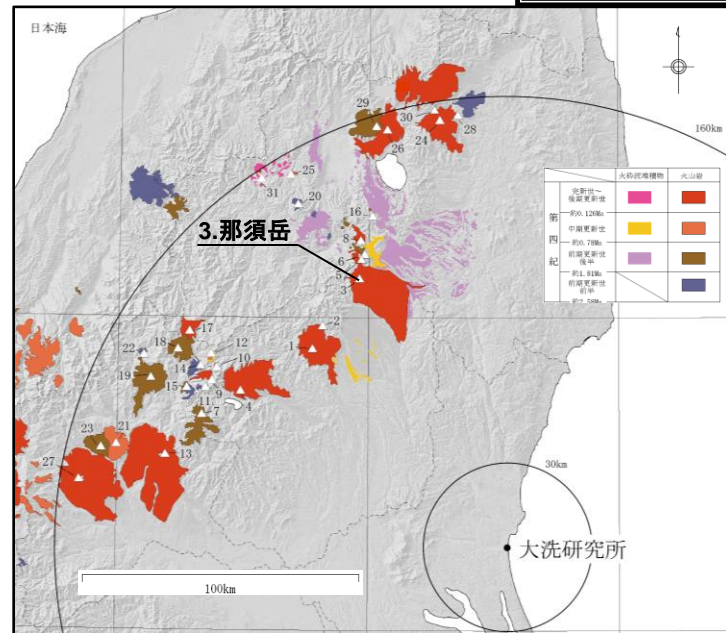 日本海
160km
29
30
28
24
26
25
31
20
16
3.那須岳
8
6
5
3
火砕流堆積物
火山岩
第四紀
完新世～
後期更新世
約0.126Ma
中期更新世
約0.78Ma
前期更新世
後半
約1.81Ma
前期更新世
前半
約2.58Ma
17
2
18
12
1
22
14
10
19
15
9
11
4
7
23
21
13
27
30km
大洗研究所
100km